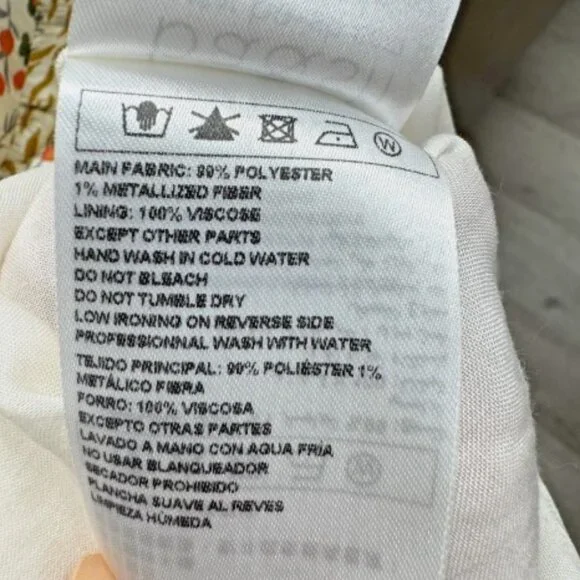 W
MAIN FABRIC: 99% POLYESTER
1% METALLIZED FIBER
LINING: 100% VISCOSE
EXCEPT OTHER PARTS
HAND WASH IN COLD WATER
DO NOT BLEACH
DO NOT TUMBLE DRY
LOW IRONING ON REVERSE SIDE
PROFESSIONNAL WASH WITH WATER
TEJIDO PRINCIPAL: 99% POLIÉSTER 1%
METÁLICO FIBRA
FORRO: 100% VISCOSA
EXCEPTO OTRAS PARTES
LAVADO A MANO CON AGUA FRÍA
NO USAR BLANQUEADOR
SECADOR PROHIBIDO
PLANCHA SUAVE AL REVES
LIMPIEZA HÚMEDA